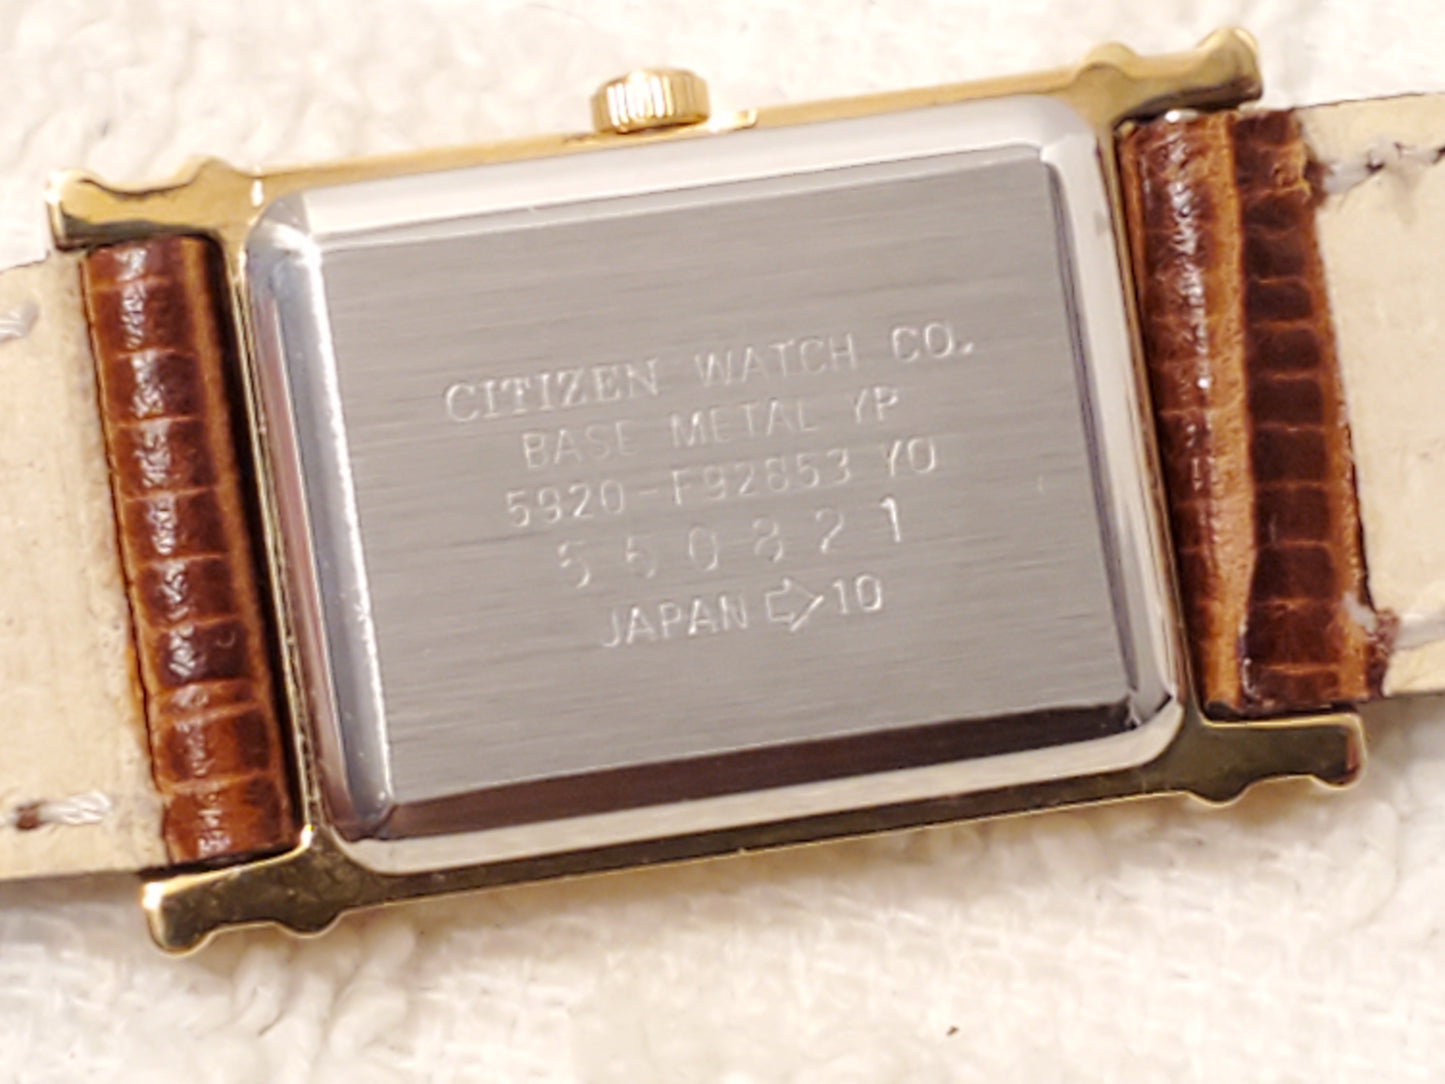 CITIZEN WATCH CO.
BASE METAL YP
5920-F92853 YO
550821
JAPAN ⇨10